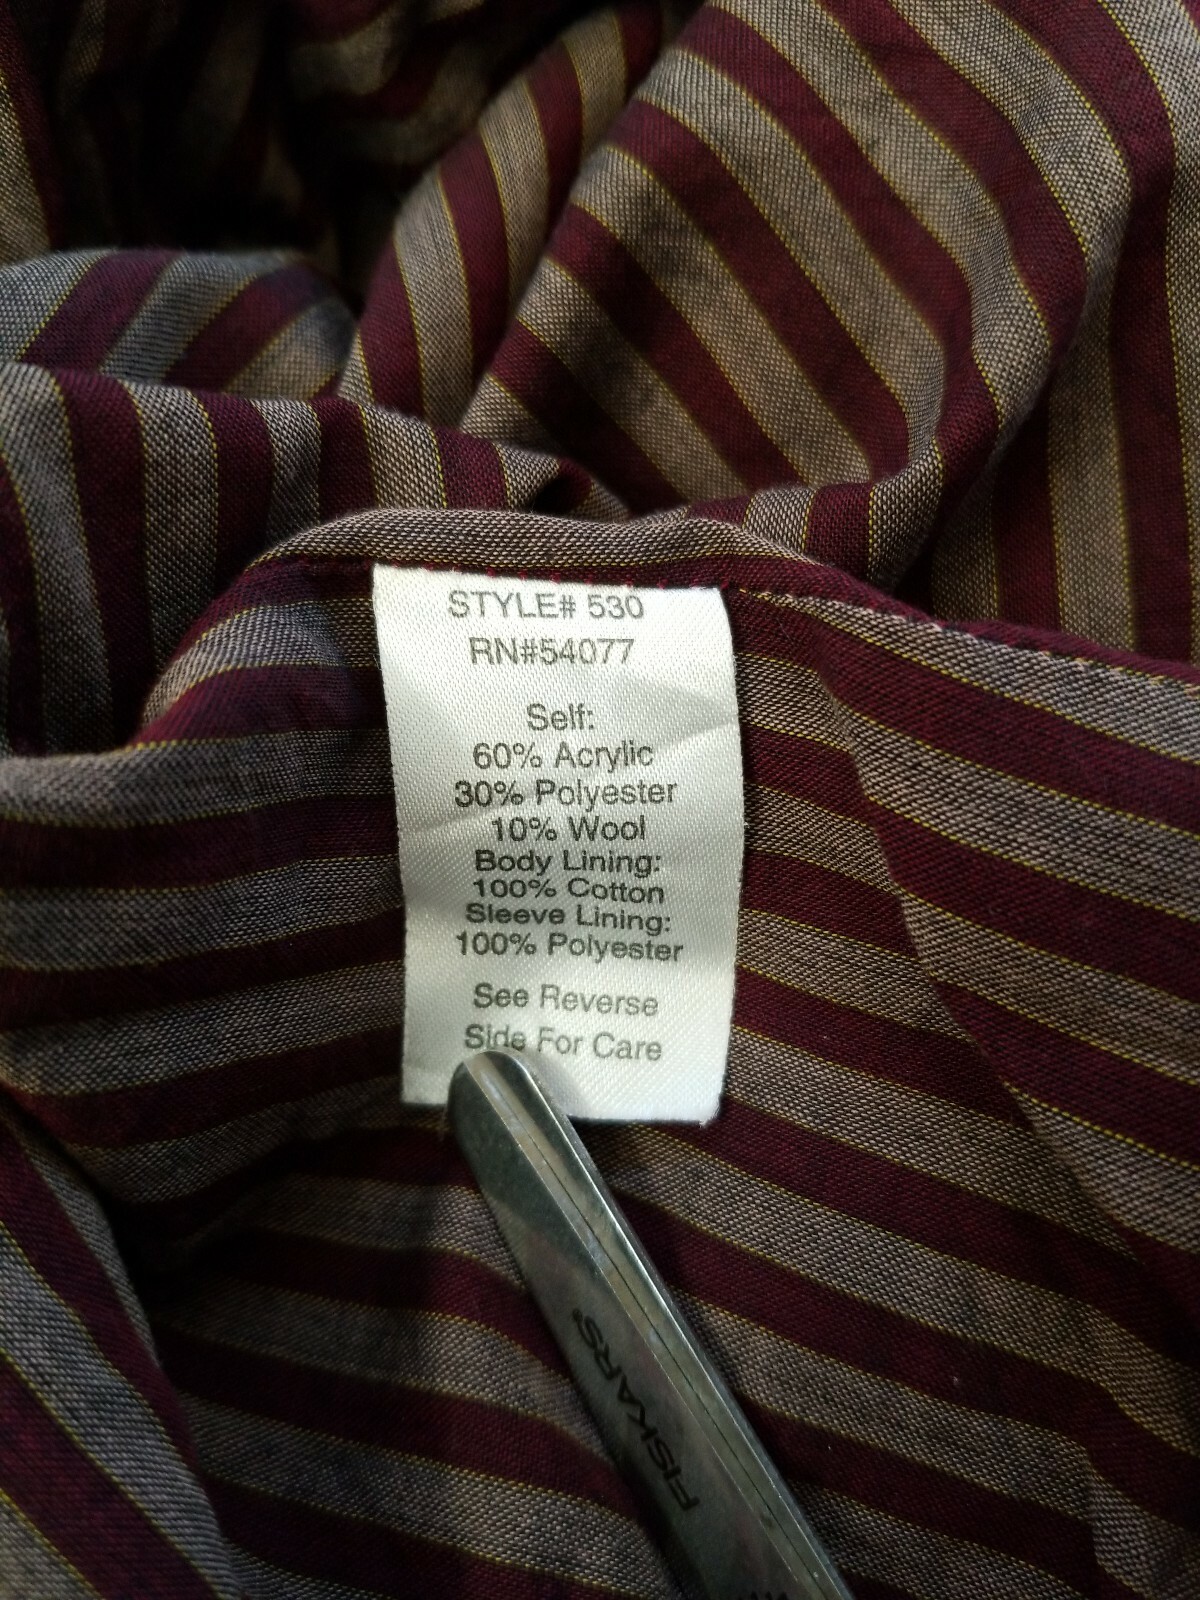 STYLE# 530
RN#54077
Self:
60% Acrylic
30% Polyester
10% Wool
Body Lining:
100% Cotton
Sleeve Lining:
100% Polyester
See Reverse
Side For Care
FISKARS®